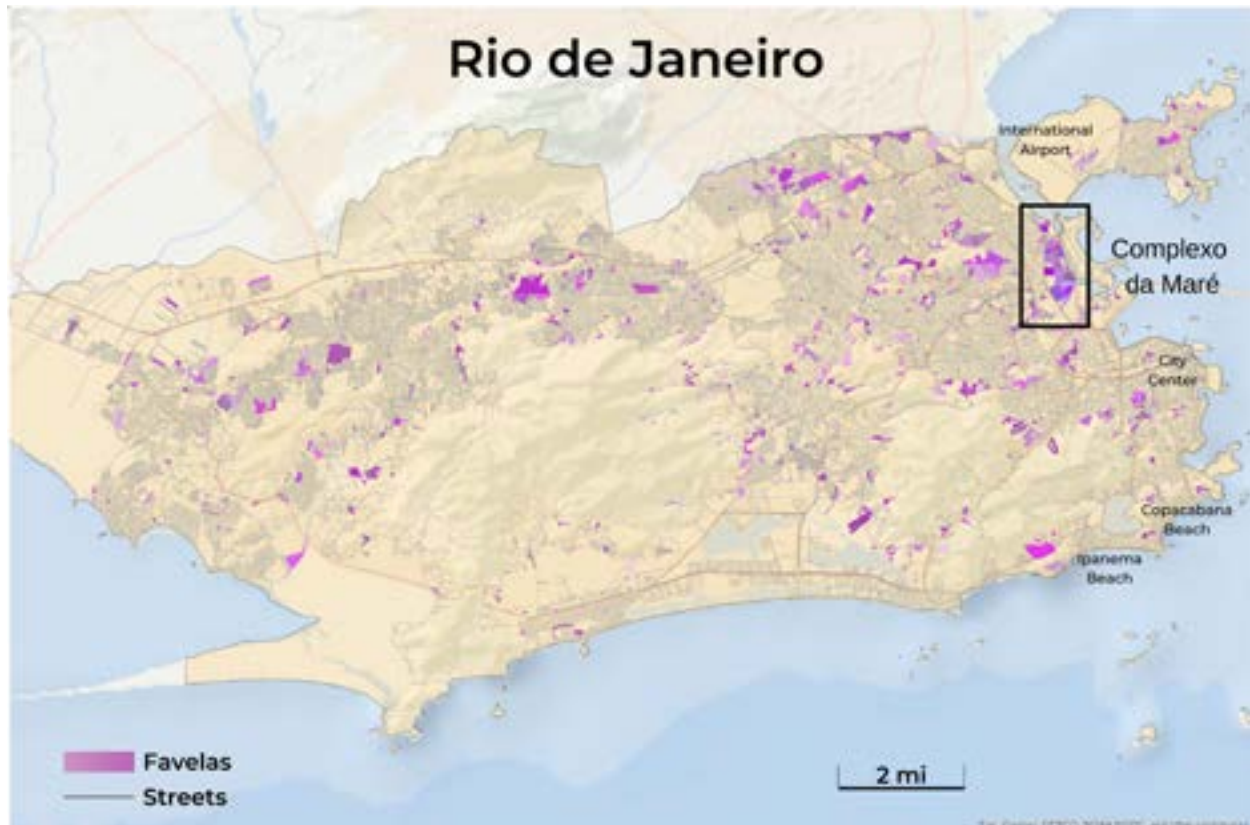 Rio de Janeiro
International
Airport
Complexo
da Maré
City
Center
Copacabana
Beach
Ipanema
Beach
Favelas
Streets
2 mi